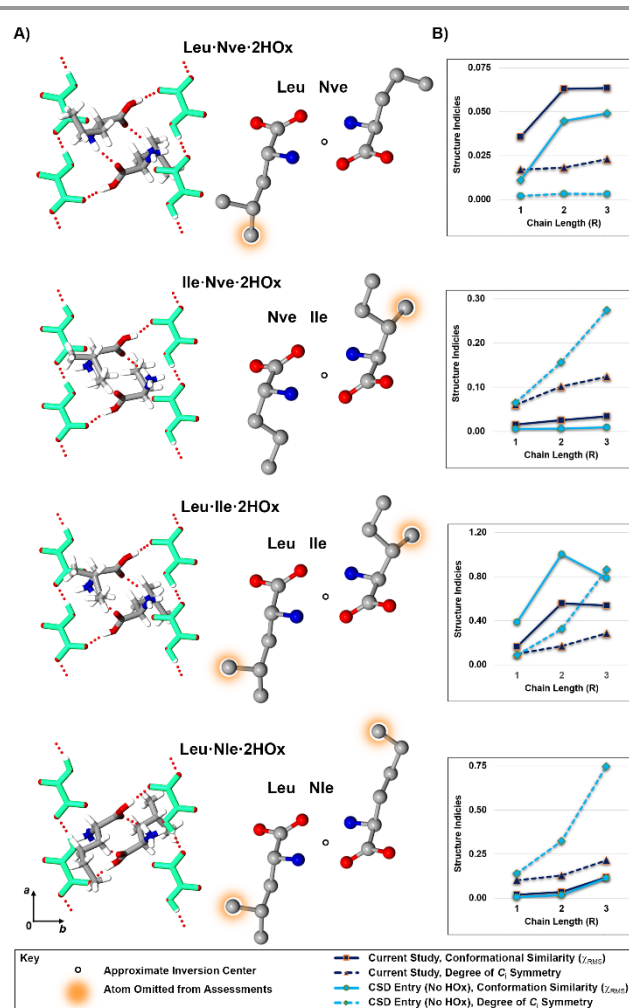 A)
B)
Leu·Nve·2HOx
Leu Nve
Structure Indicies
0.075
0.050
0.025
0.000
1 2 3
Chain Length (R)
Ile·Nve·2HOx
Nve Ile
Structure Indicies
0.30
0.20
0.10
0.00
1 2 3
Chain Length (R)
Leu·Ile·2HOx
Leu Ile
Structure Indicies
1.20
0.80
0.40
0.00
1 2 3
Chain Length (R)
Leu·Nle·2HOx
Leu Nle
Structure Indicies
0.75
0.50
0.25
0.00
1 2 3
Chain Length (R)
a
0 b
Key
Approximate Inversion Center
Atom Omitted from Assessments
Current Study, Conformational Similarity (χRMS)
Current Study, Degree of Ci Symmetry
CSD Entry (No HOx), Conformation Similarity (χRMS)
CSD Entry (No HOx), Degree of Ci Symmetry